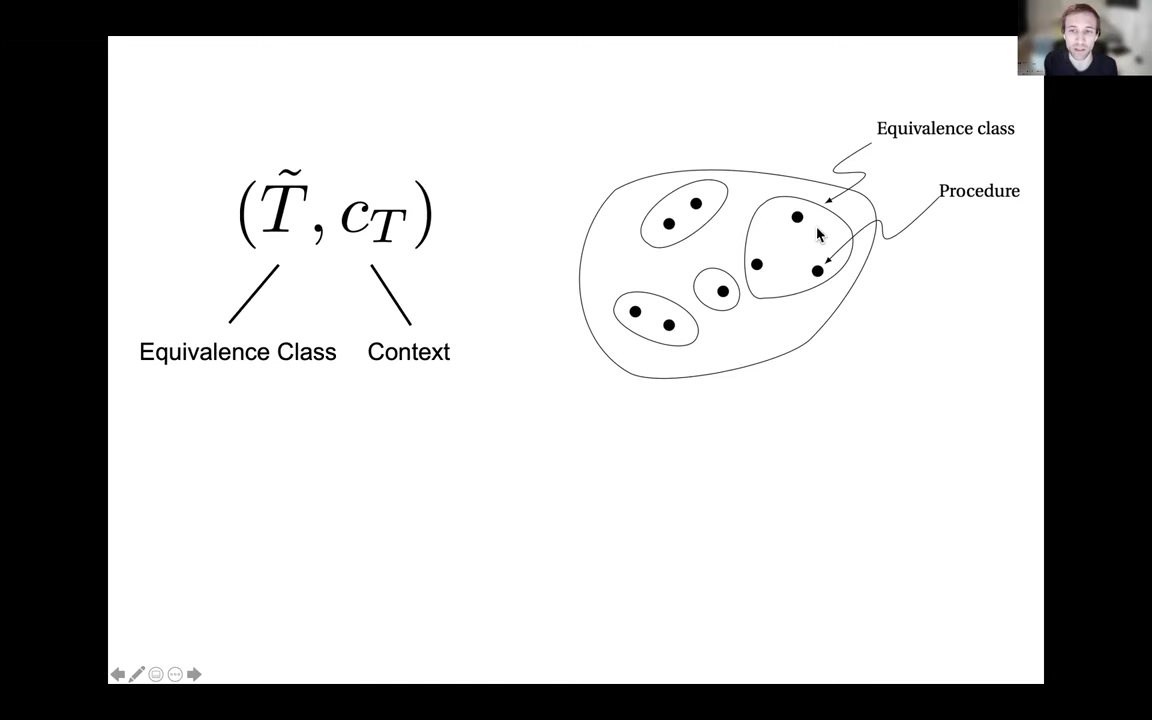 (T̃, c_T)
Equivalence Class
Context
Equivalence class
Procedure